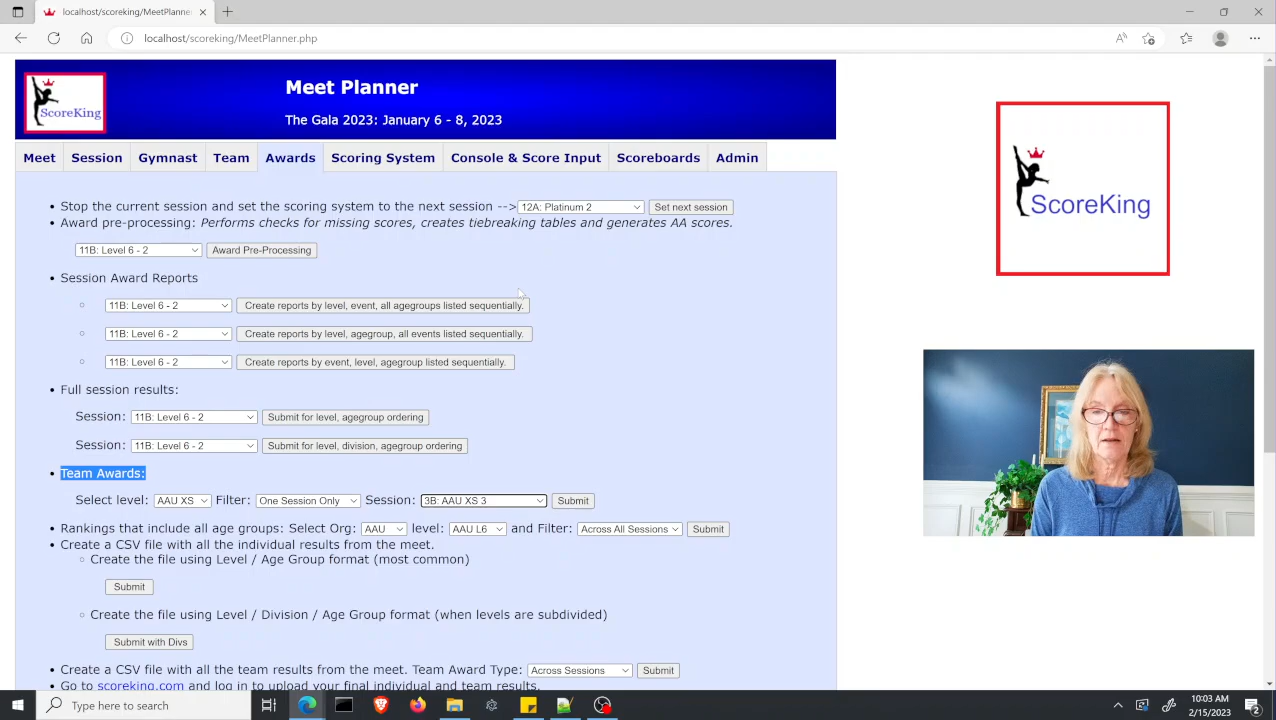 localhost/scoreking/MeetPlanner
localhost/scoreking/MeetPlanner.php
ScoreKing
Meet Planner
The Gala 2023: January 6 - 8, 2023
Meet Session Gymnast Team Awards Scoring System Console & Score Input Scoreboards Admin
Stop the current session and set the scoring System to the next session --> 12A: Platinum 2 Set next session
Award pre-processing: Performs checks for missing scores, creates tiebreaking tables and generates AA scores.
11B: Level 6 - 2 Award Pre-Processing
Session Award Reports
11B: Level 6 - 2 Create reports by level, event, all agegroups listed sequentially.
11B: Level 6 - 2 Create reports by level, agegroup, all events listed sequentially.
11B: Level 6 - 2 Create reports by event, level, agegroup listed sequentially.
Full session results:
Session: 11B: Level 6 - 2 Submit for level, agegroup ordering
Session: 11B: Level 6 - 2 Submit for level, division, agegroup ordering
Team Awards:
Select level: AAU XS Filter: One Session Only Session: 3B: AAU XS 3 Submit
Rankings that include all age groups: Select Org: AAU level: AAU L6 and Filter: Across All Sessions Submit
Create a CSV file with all the individual results from the meet.
Create the file using Level / Age Group format (most common)
Submit
Create the file using Level / Division / Age Group format (when levels are subdivided)
Submit with Divs
Create a CSV file with all the team results from the meet. Team Award Type: Across Sessions Submit
Go to scoreking.com and log in to upload your final individual and team results.
ScoreKing
Type here to search
10:03 AM
2/15/2023
2